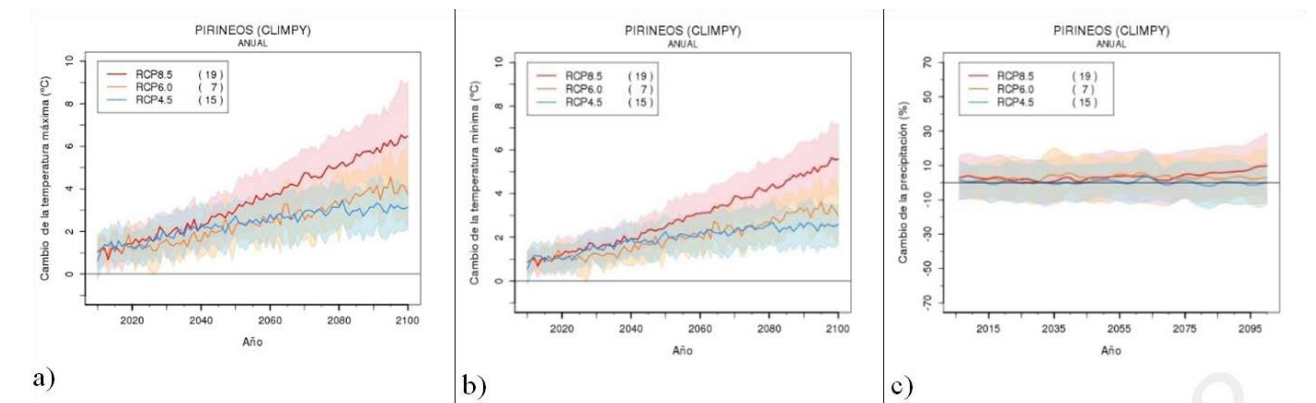 PIRINEOS (CLIMPY)
ANUAL
Cambio de la temperatura máxima (ºC)
10
8
6
4
2
0
RCP8.5 ( 19 )
RCP6.0 ( 7 )
RCP4.5 ( 15 )
2020 2040 2060 2080 2100
Año
a)
PIRINEOS (CLIMPY)
ANUAL
Cambio de la temperatura mínima (ºC)
10
8
6
4
2
0
RCP8.5 ( 19 )
RCP6.0 ( 7 )
RCP4.5 ( 15 )
2020 2040 2060 2080 2100
Año
b)
PIRINEOS (CLIMPY)
ANUAL
Cambio de la precipitación (%)
70
50
30
10
-10
-30
-50
-70
RCP8.5 ( 19 )
RCP6.0 ( 7 )
RCP4.5 ( 15 )
2015 2035 2055 2075 2095
Año
c)